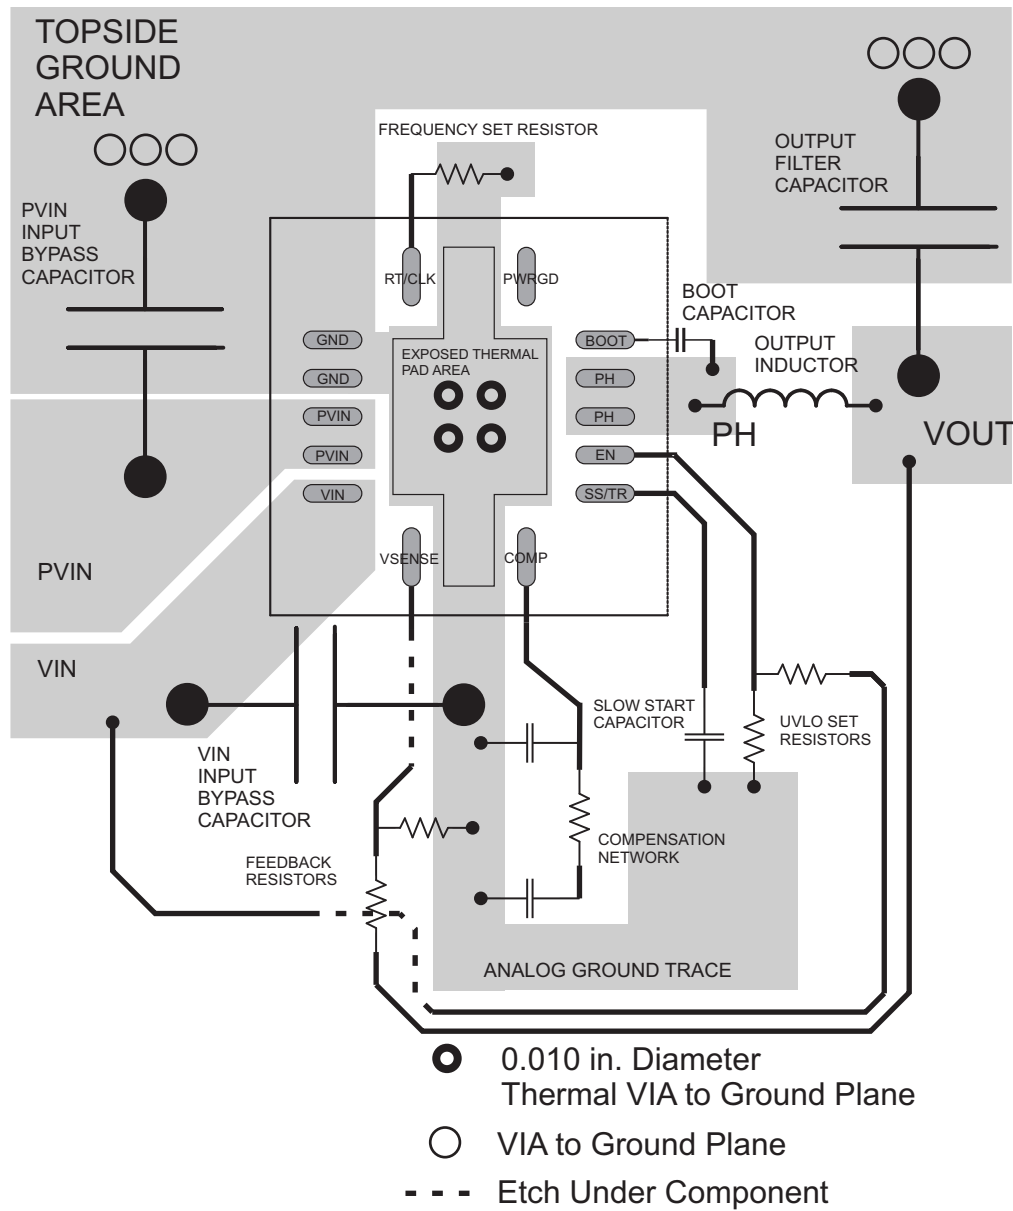 TOPSIDE
GROUND
AREA
FREQUENCY SET RESISTOR
OUTPUT
FILTER
CAPACITOR
PVIN
INPUT
BYPASS
CAPACITOR
RT/CLK
PWRGD
BOOT
CAPACITOR
GND
EXPOSED THERMAL
PAD AREA
BOOT
OUTPUT
INDUCTOR
GND
PH
PVIN
PH
PH
VOUT
PVIN
EN
VIN
SS/TR
VSENSE
COMP
PVIN
VIN
SLOW START
CAPACITOR
UVLO SET
RESISTORS
VIN
INPUT
BYPASS
CAPACITOR
COMPENSATION
NETWORK
FEEDBACK
RESISTORS
ANALOG GROUND TRACE
0.010 in. Diameter
Thermal VIA to Ground Plane
VIA to Ground Plane
Etch Under Component